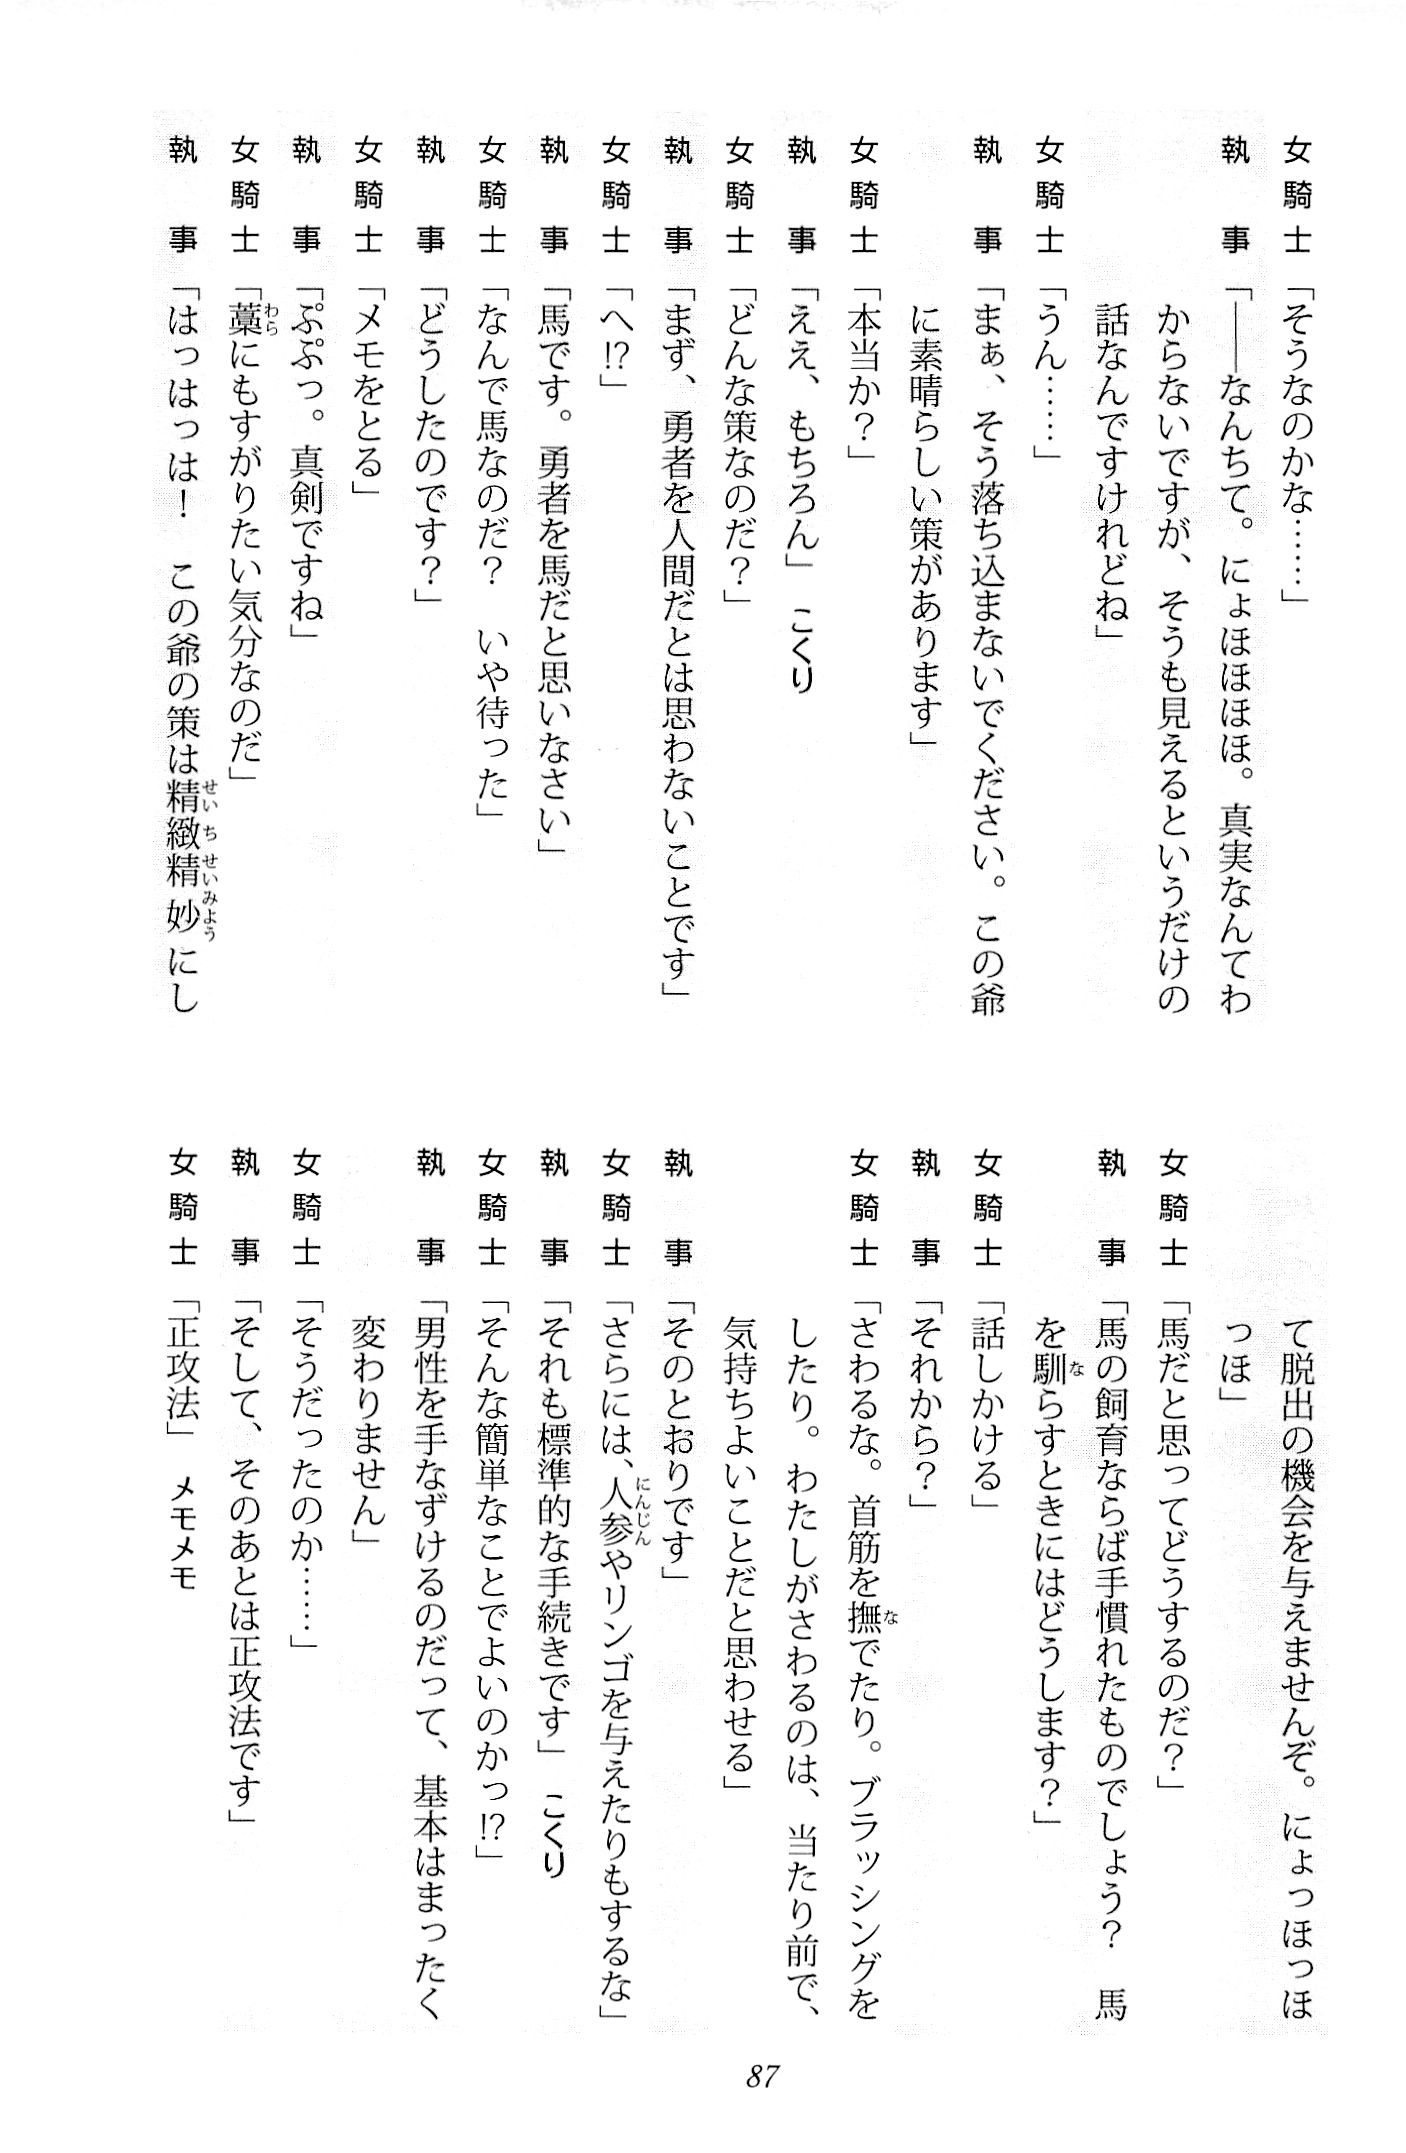 女騎士「そうなのかな……」
執　事「――なんちて。にょほほほほ。真実なんてわ
からないですが、そうも見えるというだけの
話なんですけれどね」
女騎士「うん……」
執　事「まぁ、そう落ち込まないでください。この爺
に素晴らしい策があります」
女騎士「本当か？」
執　事「ええ、もちろん」　こくり
女騎士「どんな策なのだ？」
執　事「まず、勇者を人間だとは思わないことです」
女騎士「へ!?」
執　事「馬です。勇者を馬だと思いなさい」
女騎士「なんで馬なのだ？　いや待った」
執　事「どうしたのです？」
女騎士「メモをとる」
執　事「ぷぷっ。真剣ですね」
女騎士「藁にもすがりたい気分なのだ」
執　事「はっはっは！　この爺の策は精緻精妙にし
て脱出の機会を与えませんぞ。にょっほっほ
っほ」
女騎士「馬だと思ってどうするのだ？」
執　事「馬の飼育ならば手慣れたものでしょう？　馬
を馴らすときにはどうします？」
女騎士「話しかける」
執　事「それから？」
女騎士「さわるな。首筋を撫でたり。ブラッシングを
したり。わたしがさわるのは、当たり前で、
気持ちよいことだと思わせる」
執　事「そのとおりです」
女騎士「さらには、人参やリンゴを与えたりもするな」
執　事「それも標準的な手続きです」　こくり
女騎士「そんな簡単なことでよいのかっ!?」
執　事「男性を手なずけるのだって、基本はまったく
変わりません」
女騎士「そうだったのか……」
執　事「そして、そのあとは正攻法です」
女騎士「正攻法」　メモメモ
87